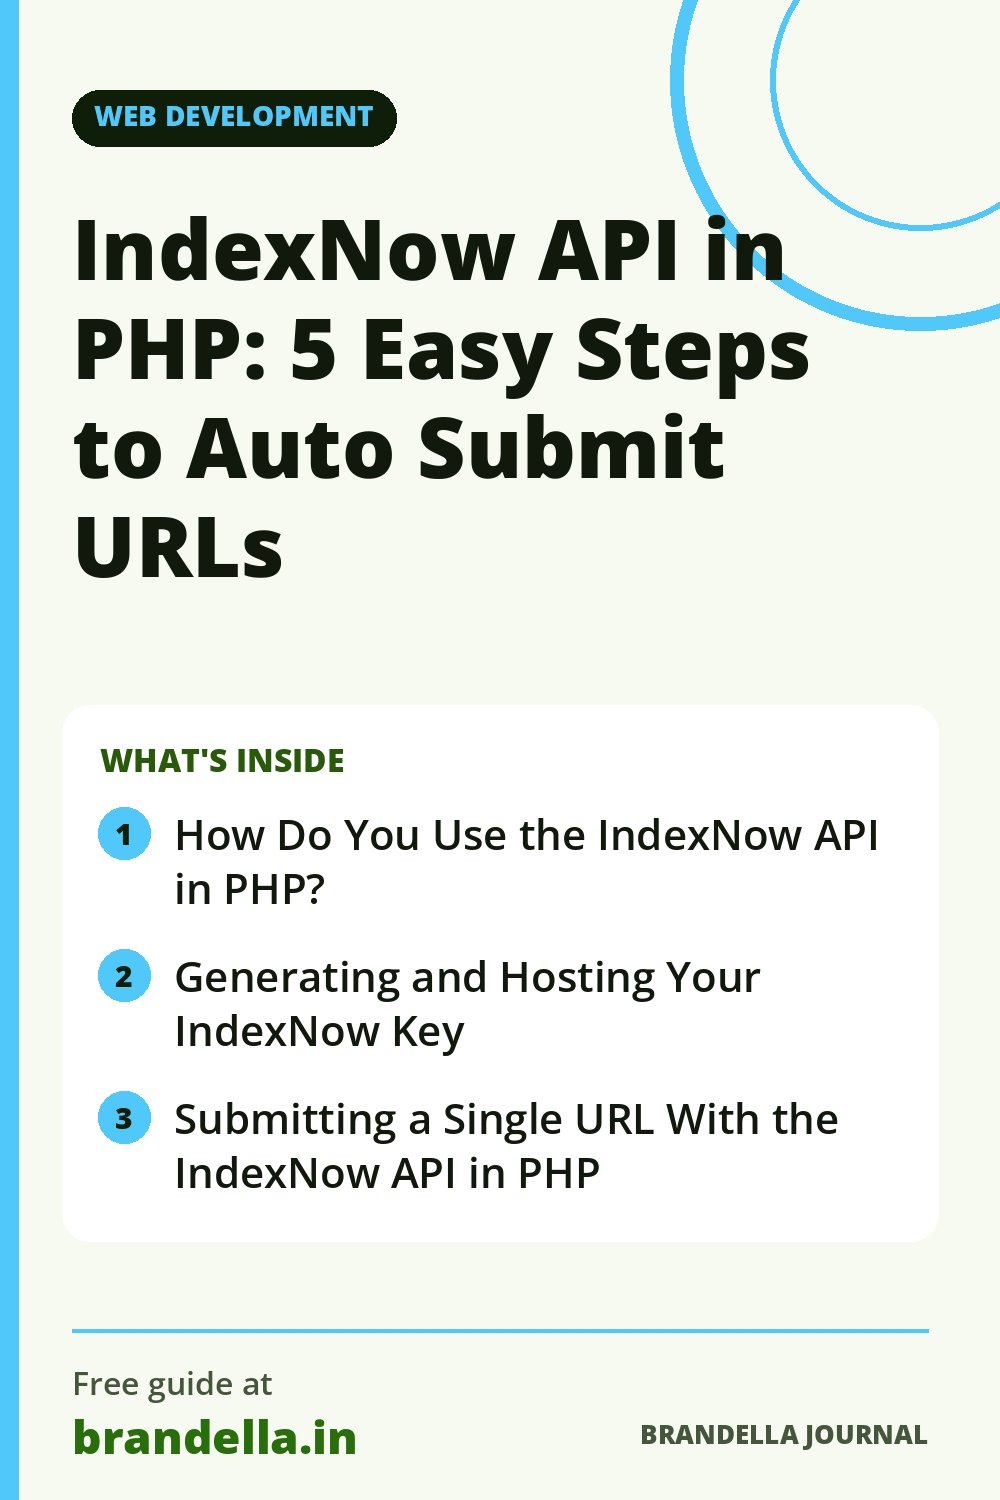 WEB DEVELOPMENT
IndexNow API in
PHP: 5 Easy Steps
to Auto Submit
URLs
WHAT'S INSIDE
1 How Do You Use the IndexNow API
in PHP?
2 Generating and Hosting Your
IndexNow Key
3 Submitting a Single URL With the
IndexNow API in PHP
Free guide at
brandella.in
BRANDELLA JOURNAL